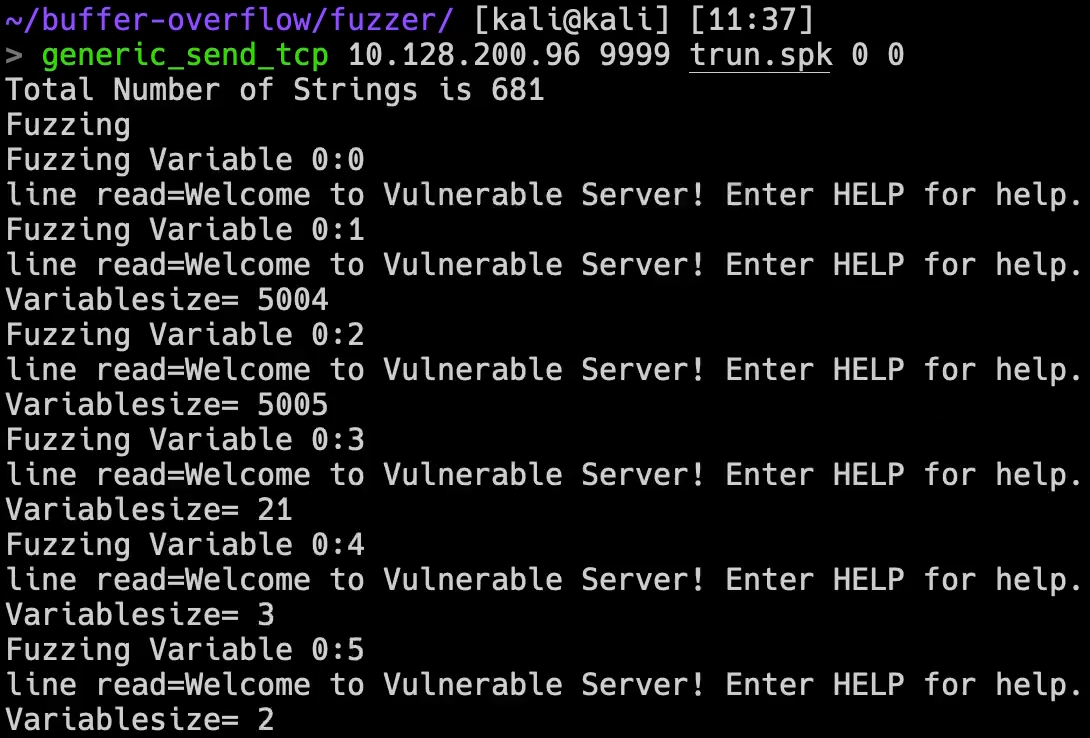 ~/buffer-overflow/fuzzer/ [kali@kali] [11:37]
> generic_send_tcp 10.128.200.96 9999 trun.spk 0 0
Total Number of Strings is 681
Fuzzing
Fuzzing Variable 0:0
line read=Welcome to Vulnerable Server! Enter HELP for help.
Fuzzing Variable 0:1
line read=Welcome to Vulnerable Server! Enter HELP for help.
Variablesize= 5004
Fuzzing Variable 0:2
line read=Welcome to Vulnerable Server! Enter HELP for help.
Variablesize= 5005
Fuzzing Variable 0:3
line read=Welcome to Vulnerable Server! Enter HELP for help.
Variablesize= 21
Fuzzing Variable 0:4
line read=Welcome to Vulnerable Server! Enter HELP for help.
Variablesize= 3
Fuzzing Variable 0:5
line read=Welcome to Vulnerable Server! Enter HELP for help.
Variablesize= 2